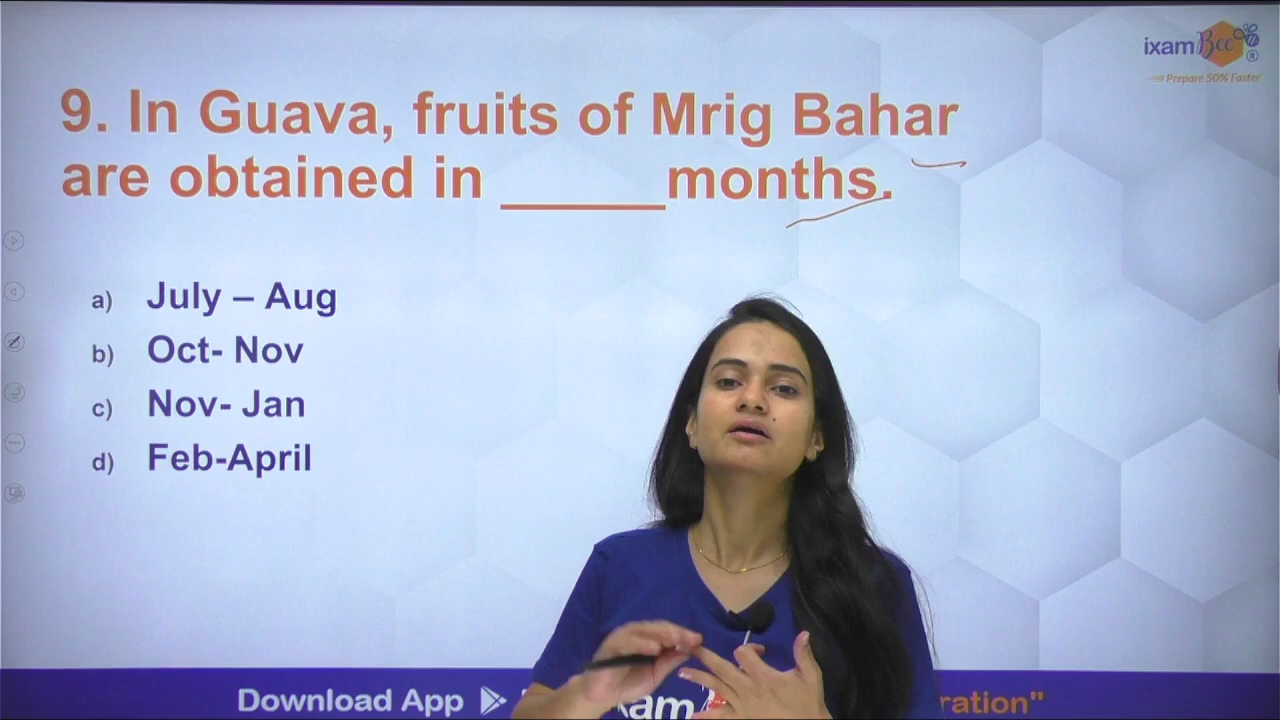 ixamBee
Prepare 50% Faster
9. In Guava, fruits of Mrig Bahar
are obtained in ______months.
a) July – Aug
b) Oct- Nov
c) Nov- Jan
d) Feb-April
Download App
ration"